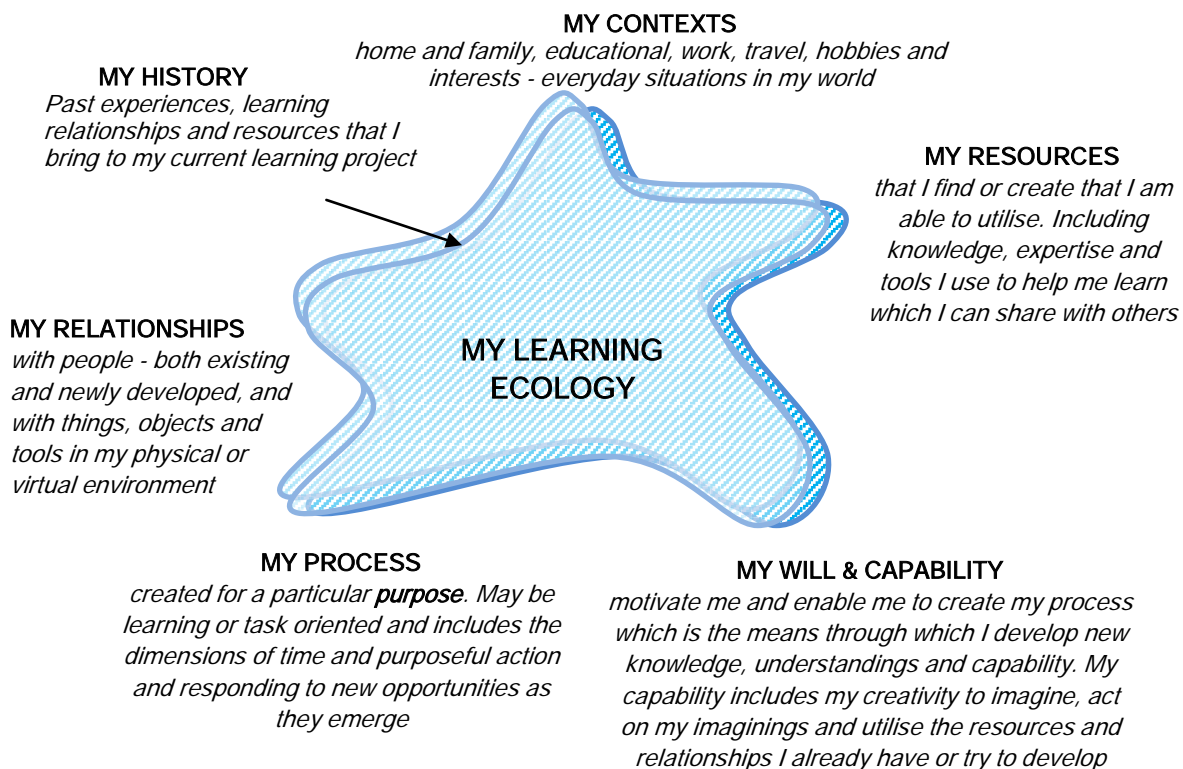 MY CONTEXTS
home and family, educational, work, travel, hobbies and
interests - everyday situations in my world
MY HISTORY
Past experiences, learning
relationships and resources that I
bring to my current learning project
MY RESOURCES
that I find or create that I am
able to utilise. Including
knowledge, expertise and
tools I use to help me learn
which I can share with others
MY RELATIONSHIPS
with people - both existing
and newly developed, and
with things, objects and
tools in my physical or
virtual environment
MY LEARNING
ECOLOGY
MY PROCESS
created for a particular purpose. May be
learning or task oriented and includes the
dimensions of time and purposeful action
and responding to new opportunities as
they emerge
MY WILL & CAPABILITY
motivate me and enable me to create my process
which is the means through which I develop new
knowledge, understandings and capability. My
capability includes my creativity to imagine, act
on my imaginings and utilise the resources and
relationships I already have or try to develop